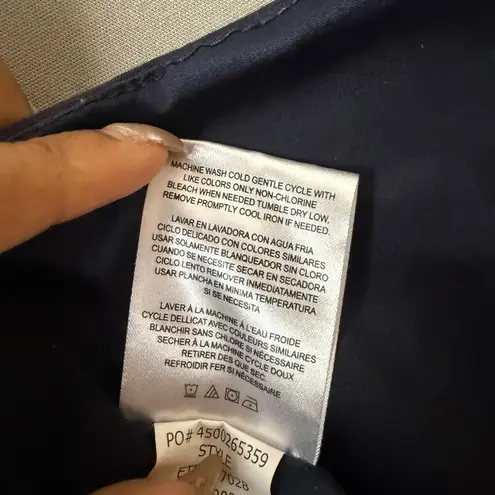 MACHINE WASH COLD GENTLE CYCLE WITH
LIKE COLORS ONLY NON-CHLORINE
BLEACH WHEN NEEDED TUMBLE DRY LOW.
REMOVE PROMPTLY COOL IRON IF NEEDED.
LAVAR EN LAVADORA CON AGUA FRIA
CICLO DELICADO CON COLORES SIMILARES
USAR SOLAMENTE BLANQUEADOR SIN CLORO
CUANDO SE NECESITE SECAR EN SECADORA
CICLO LENTO REMOVER INMEDIATAMENTE
USAR PLANCHA EN MINIMA TEMPERATURA
SI SE NECESITA
LAVER À LA MACHINE À L'EAU FROIDE
CYCLE DELLICAT AVEC COULEURS SIMILAIRES
BLANCHIR SANS CHLORE SI NÉCESSAIRE
SECHER À LA MACHINE CYCLE DOUX
RETIRER DES QUE SEC
REFROIDIR FER SI NÉCESSAIRE
PO# 4500265359
STYLE
7028